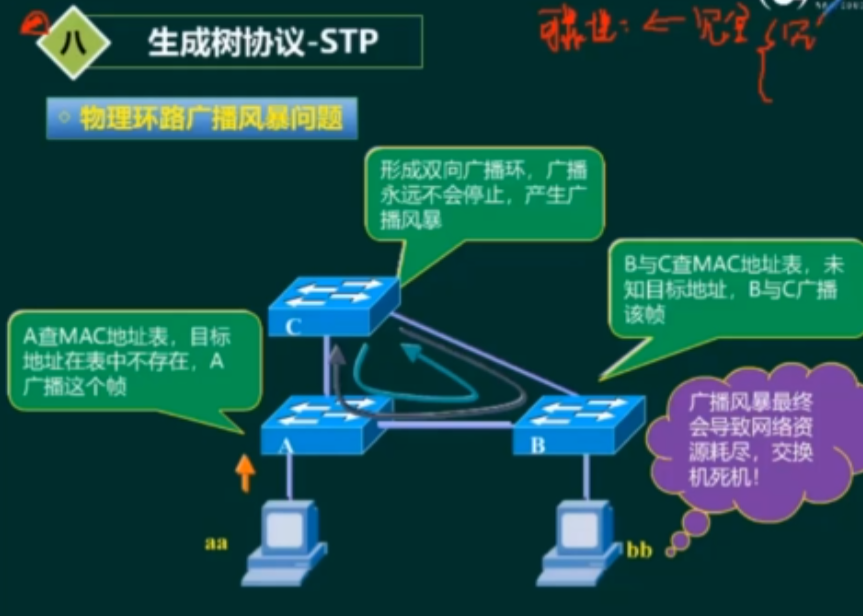 八
生成树协议-STP
可靠性：← 冗余
物理环路广播风暴问题
形成双向广播环，广播
永远不会停止，产生广
播风暴
B与C查MAC地址表，未
知目标地址，B与C广播
该帧
A查MAC地址表，目标
地址在表中不存在，A
广播这个帧
C
A
B
广播风暴最终
会导致网络资
源耗尽，交换
机死机！
aa
bb